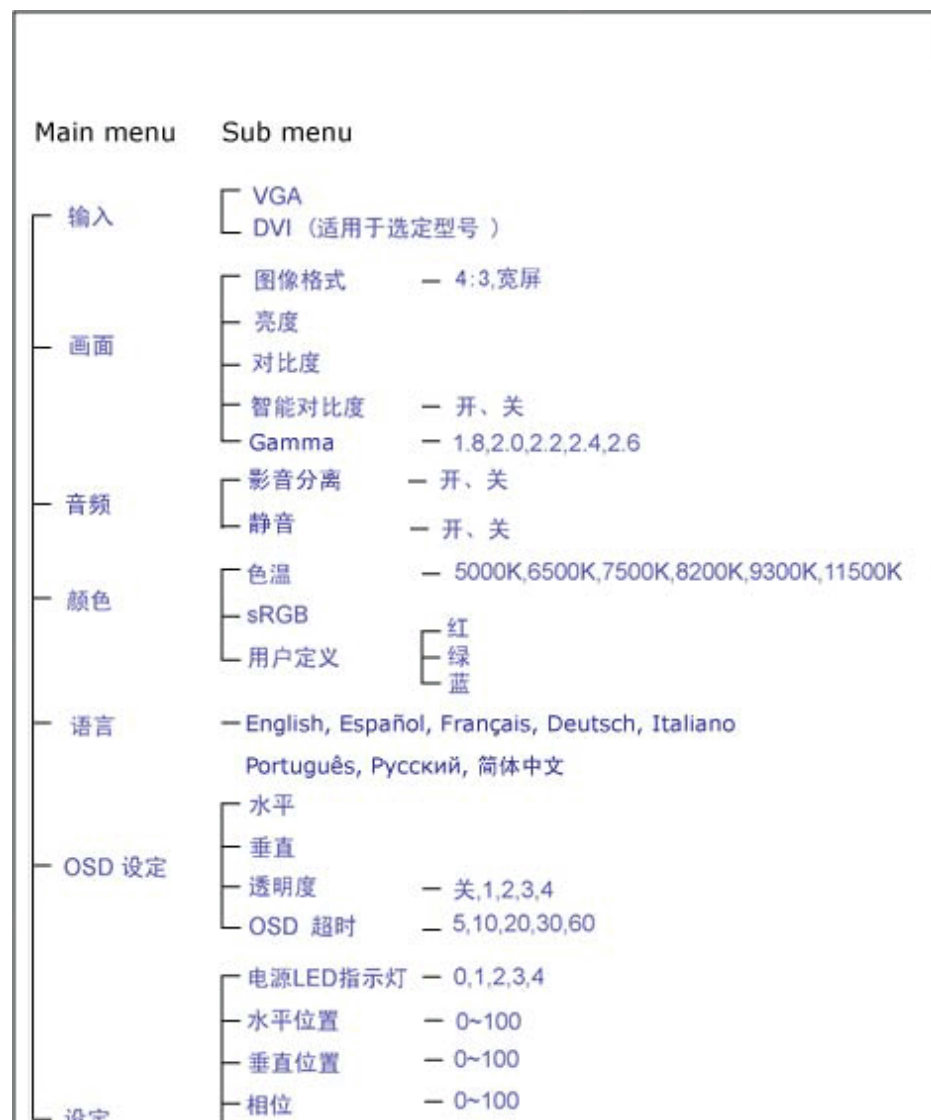 Main menu Sub menu
输入
VGA
DVI （适用于选定型号 ）
画面
图像格式 — 4:3,宽屏
亮度
对比度
智能对比度 — 开、关
Gamma — 1.8,2.0,2.2,2.4,2.6
音频
影音分离 — 开、关
静音 — 开、关
颜色
色温 — 5000K,6500K,7500K,8200K,9300K,11500K
sRGB
用户定义
红
绿
蓝
语言 — English, Español, Français, Deutsch, Italiano
Português, Русский, 简体中文
OSD 设定
水平
垂直
透明度 — 关,1,2,3,4
OSD 超时 — 5,10,20,30,60
电源LED指示灯 — 0,1,2,3,4
水平位置 — 0~100
垂直位置 — 0~100
相位 — 0~100
设定